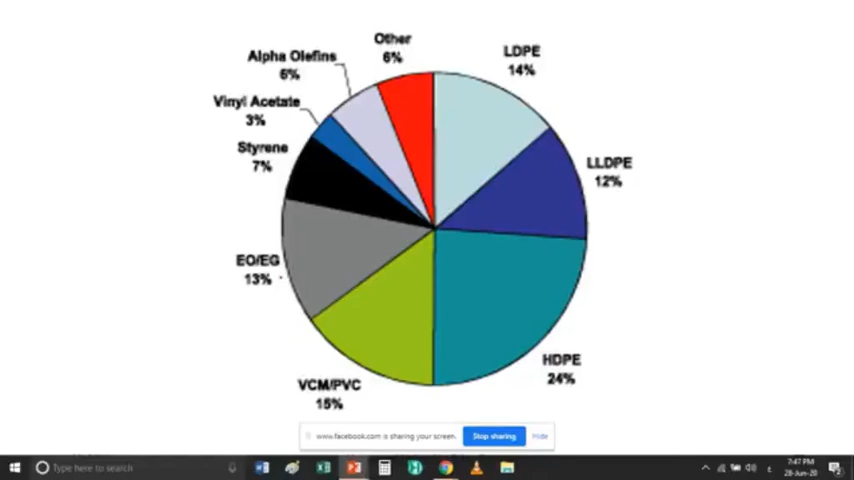 Other
6%
LDPE
14%
Alpha Olefins
6%
Vinyl Acetate
3%
Styrene
7%
LLDPE
12%
EO/EG
13%
HDPE
24%
VCM/PVC
15%
www.facebook.com is sharing your screen.
Stop sharing
Hide
Type here to search
7:47 PM
28-Jun-20